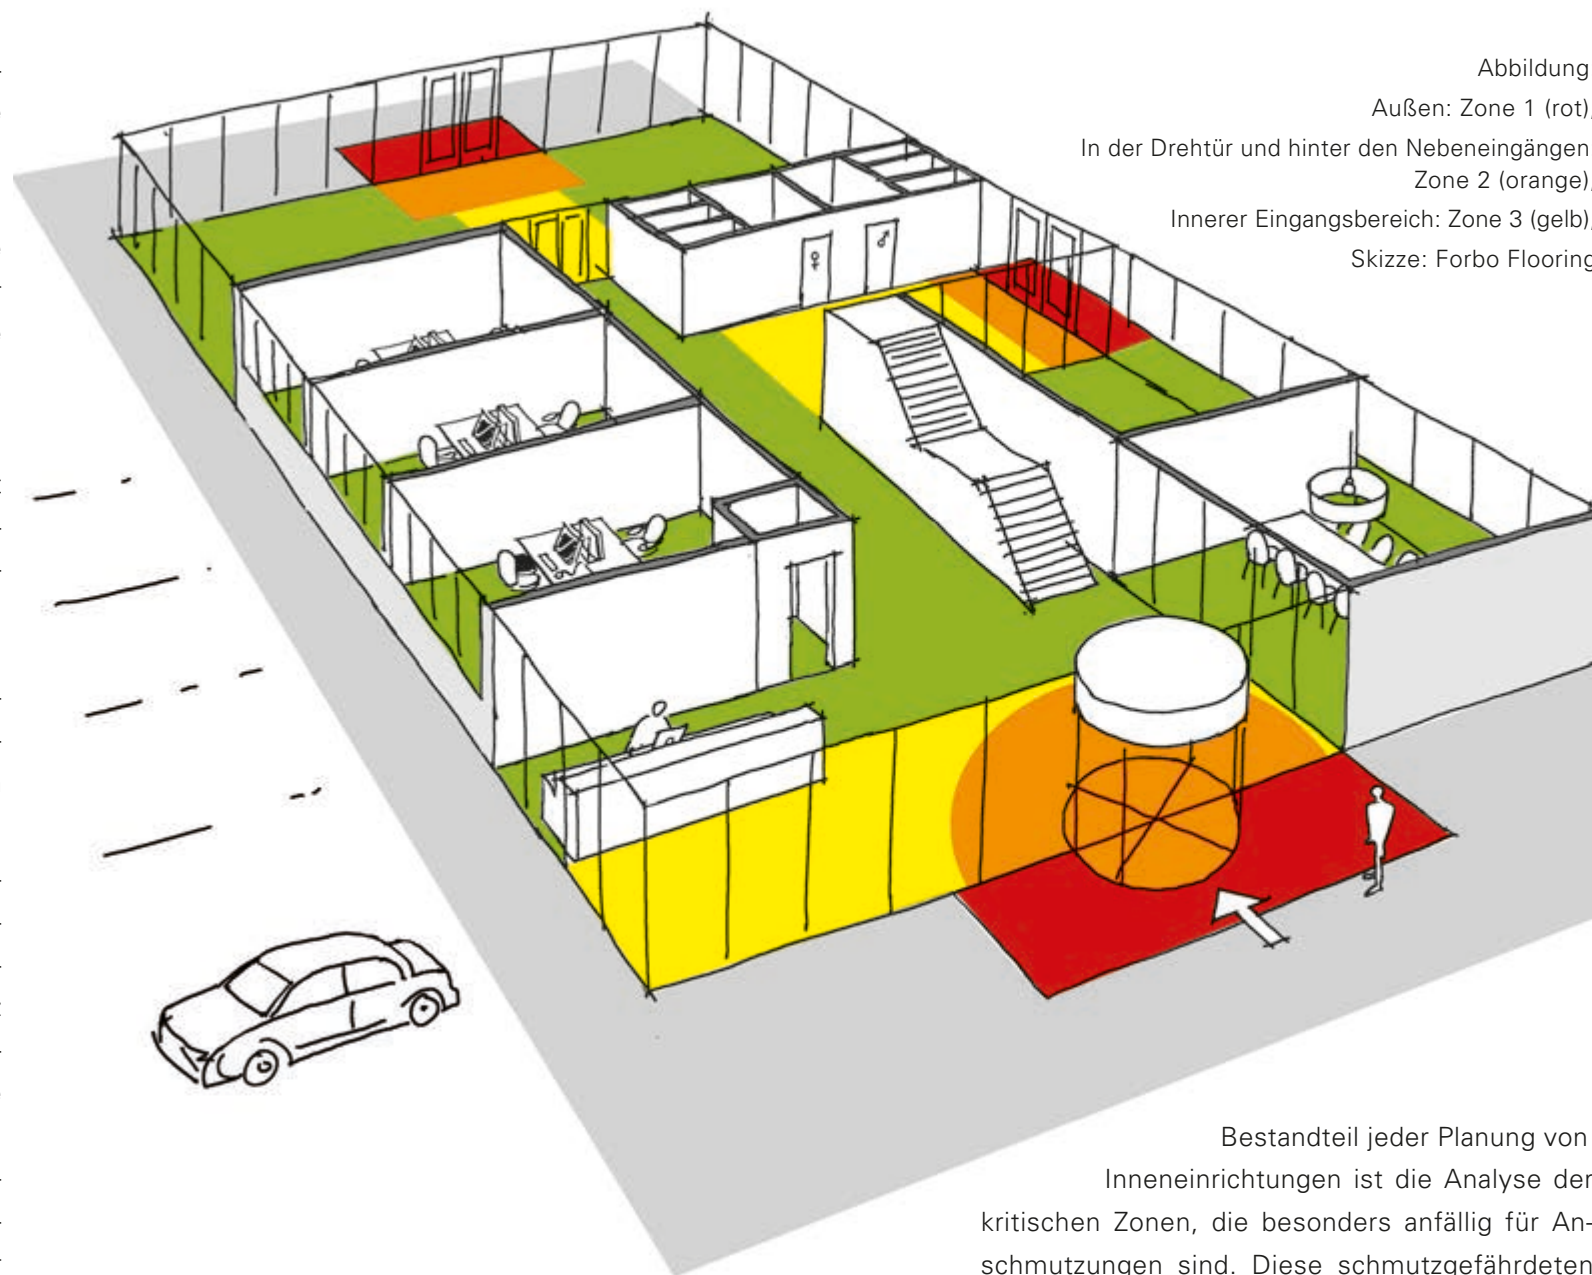 Abbildung
Außen: Zone 1 (rot),
In der Drehtür und hinter den Nebeneingängen
Zone 2 (orange),
Innerer Eingangsbereich: Zone 3 (gelb),
Skizze: Forbo Flooring
Bestandteil jeder Planung von
Inneneinrichtungen ist die Analyse der
kritischen Zonen, die besonders anfällig für An-
schmutzungen sind. Diese schmutzgefährdeten